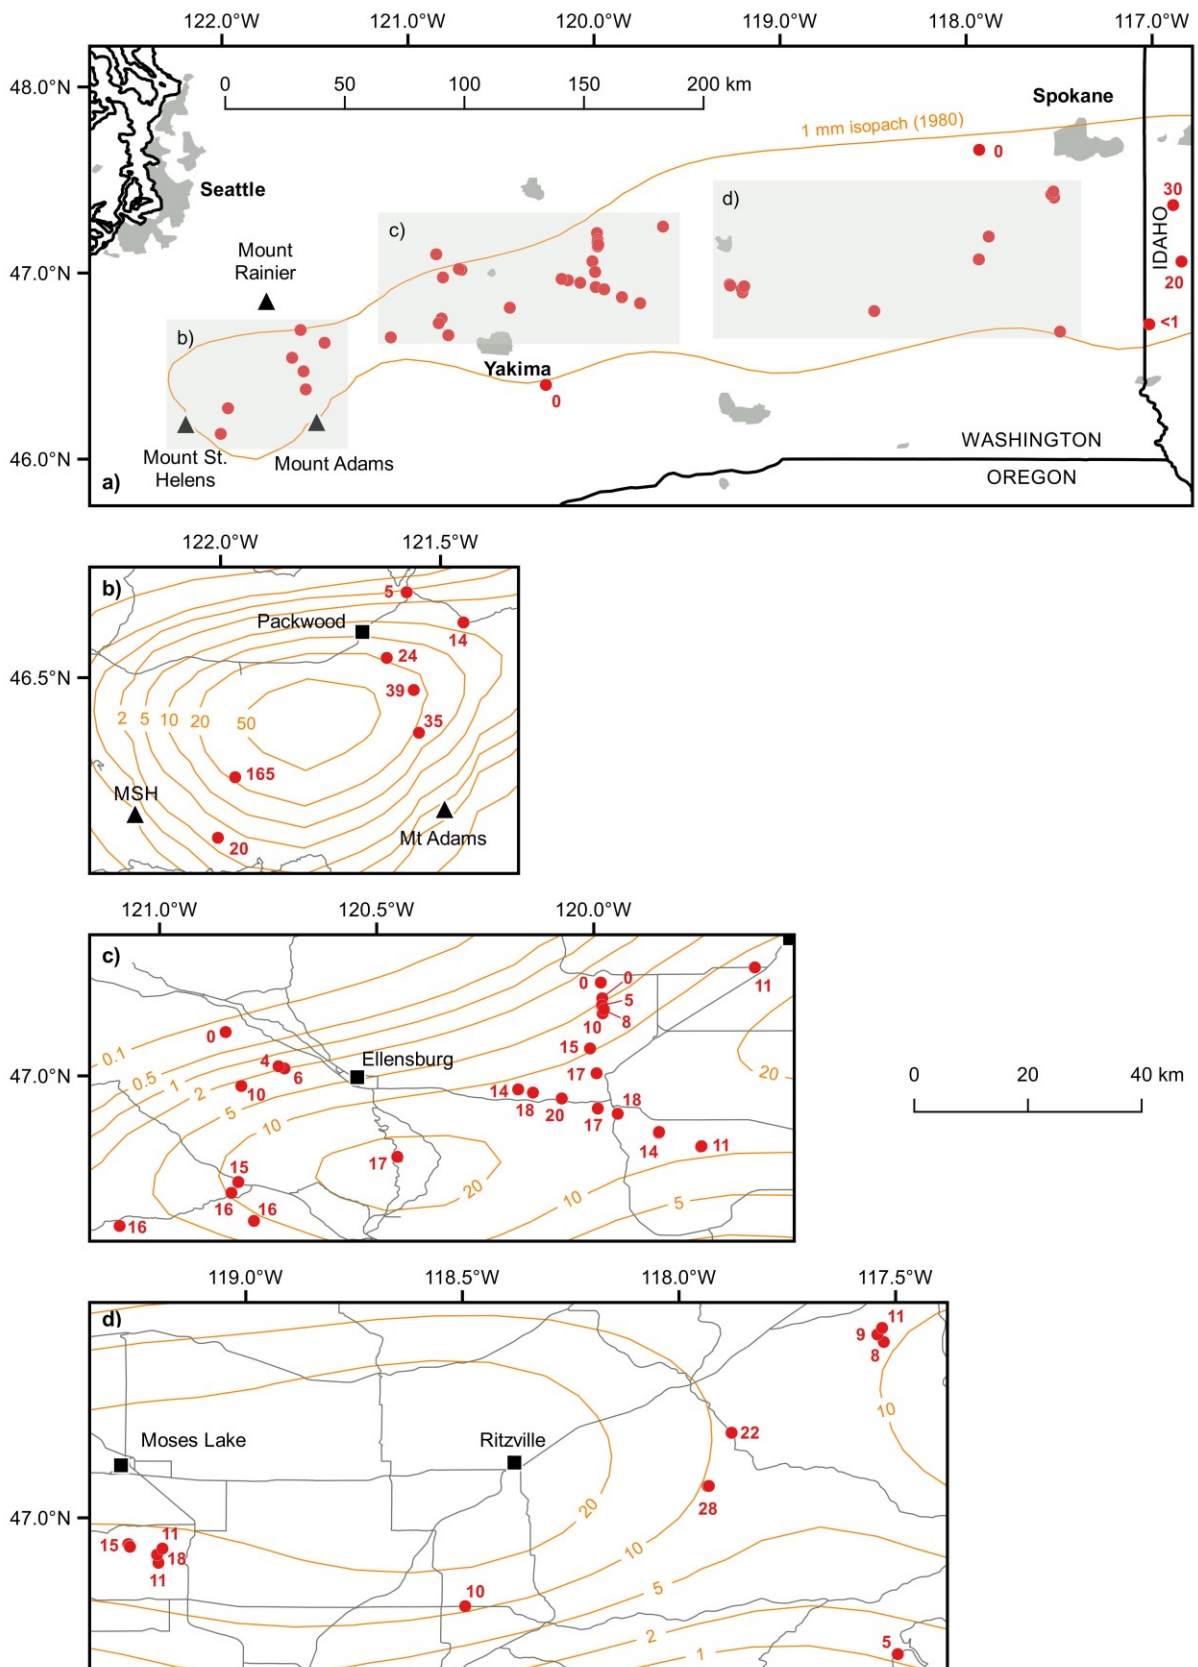 122.0°W 121.0°W 120.0°W 119.0°W 118.0°W 117.0°W
48.0°N
0 50 100 150 200 km
Spokane
1 mm isopach (1980)
0
Seattle
30
d)
c)
IDAHO
Mount
Rainier
47.0°N
20
<1
b)
Yakima
0
WASHINGTON
46.0°N
Mount St.
Helens
Mount Adams
OREGON
a)
122.0°W 121.5°W
b)
5
Packwood
14
24
46.5°N
39
2 5 10 20 50
35
165
MSH
Mt Adams
20
121.0°W 120.5°W 120.0°W
c)
0 0
5
11
10 8
0
15
0.1
Ellensburg
4
6
17
20
47.0°N
0.5
1
2
10
14
18
20
17
18
0 20 40 km
5
10
14
11
15
17
20
16
16
10
5
16
119.0°W 118.5°W 118.0°W 117.5°W
d)
11
9
8
10
Moses Lake
Ritzville
22
20
28
47.0°N
15
11
18
11
10
10
5
2
5
1